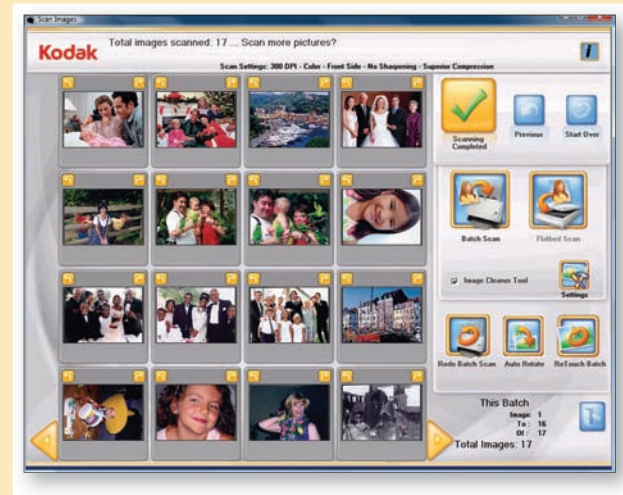 Scan Images
Kodak
Total images scanned: 17 ... Scan more pictures?
Scan Settings: 300 DPI - Color - Front Side - No Sharpening - Superior Compression
i
Scanning Completed
Previous
Start Over
Batch Scan
Flatbed Scan
Image Cleaner Tool
Settings
Redo Batch Scan
Auto Rotate
ReTouch Batch
This Batch
Image: 1
To: 16
Of: 17
Total Images: 17